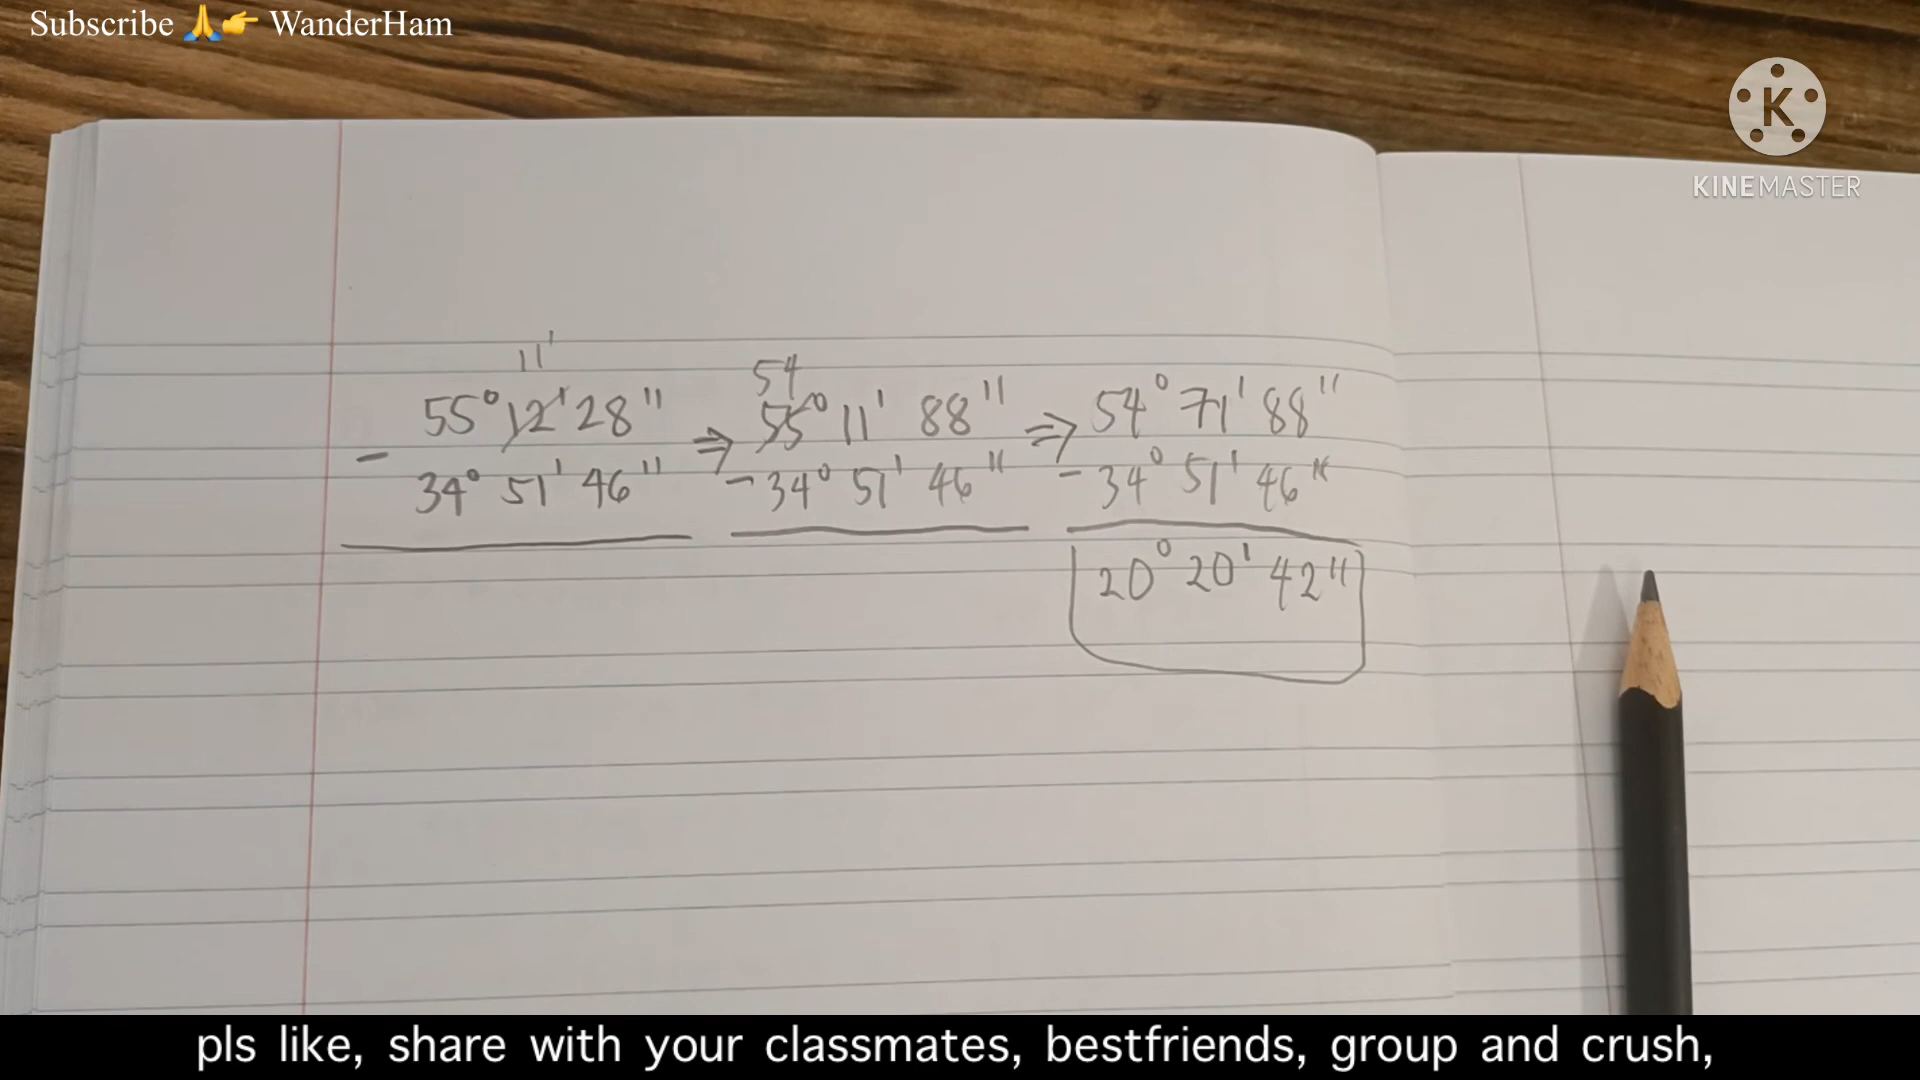 Subscribe 🙏👉 WanderHam
KINEMASTER
11' 54
55° 12' 28" ⇒ 55° 11' 88" ⇒ 54° 71' 88"
- 34° 51' 46" - 34° 51' 46" - 34° 51' 46"
20° 20' 42"
pls like, share with your classmates, bestfriends, group and crush,